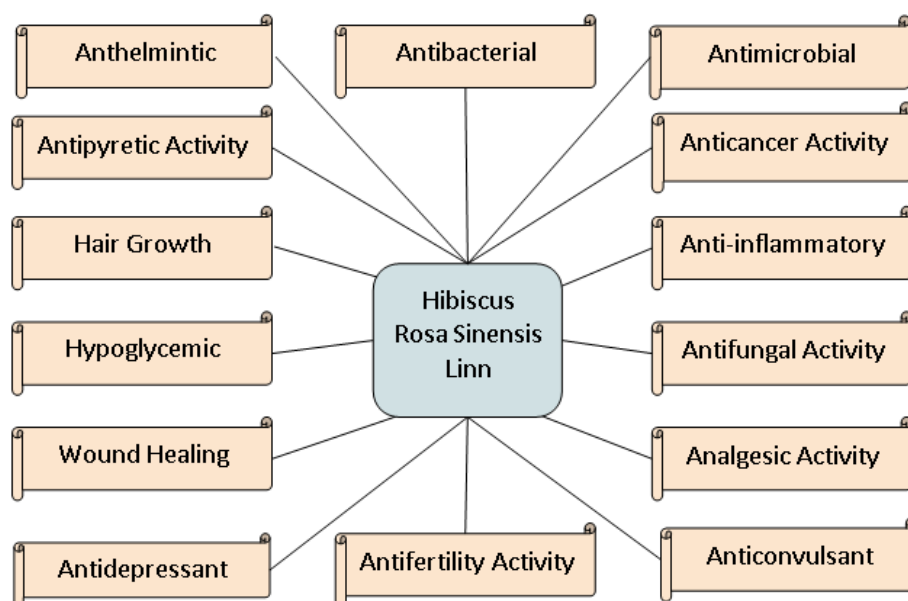 Anthelmintic
Antibacterial
Antimicrobial
Antipyretic Activity
Anticancer Activity
Hair Growth
Anti-inflammatory
Hibiscus
Rosa Sinensis
Linn
Hypoglycemic
Antifungal Activity
Wound Healing
Analgesic Activity
Antidepressant
Antifertility Activity
Anticonvulsant